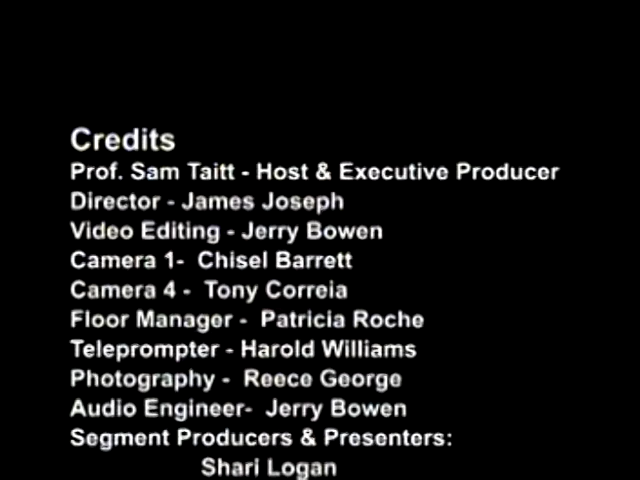 Credits
Prof. Sam Taitt - Host & Executive Producer
Director - James Joseph
Video Editing - Jerry Bowen
Camera 1-  Chisel Barrett
Camera 4 -  Tony Correia
Floor Manager -  Patricia Roche
Teleprompter - Harold Williams
Photography -  Reece George
Audio Engineer-  Jerry Bowen
Segment Producers & Presenters:
Shari Logan